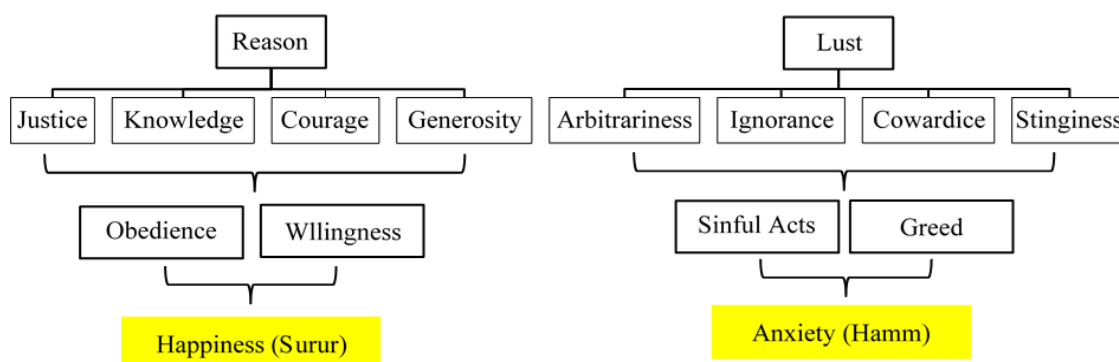 Reason
Justice
Knowledge
Courage
Generosity
Obedience
Wllingness
Happiness (Surur)
Lust
Arbitrariness
Ignorance
Cowardice
Stinginess
Sinful Acts
Greed
Anxiety (Hamm)